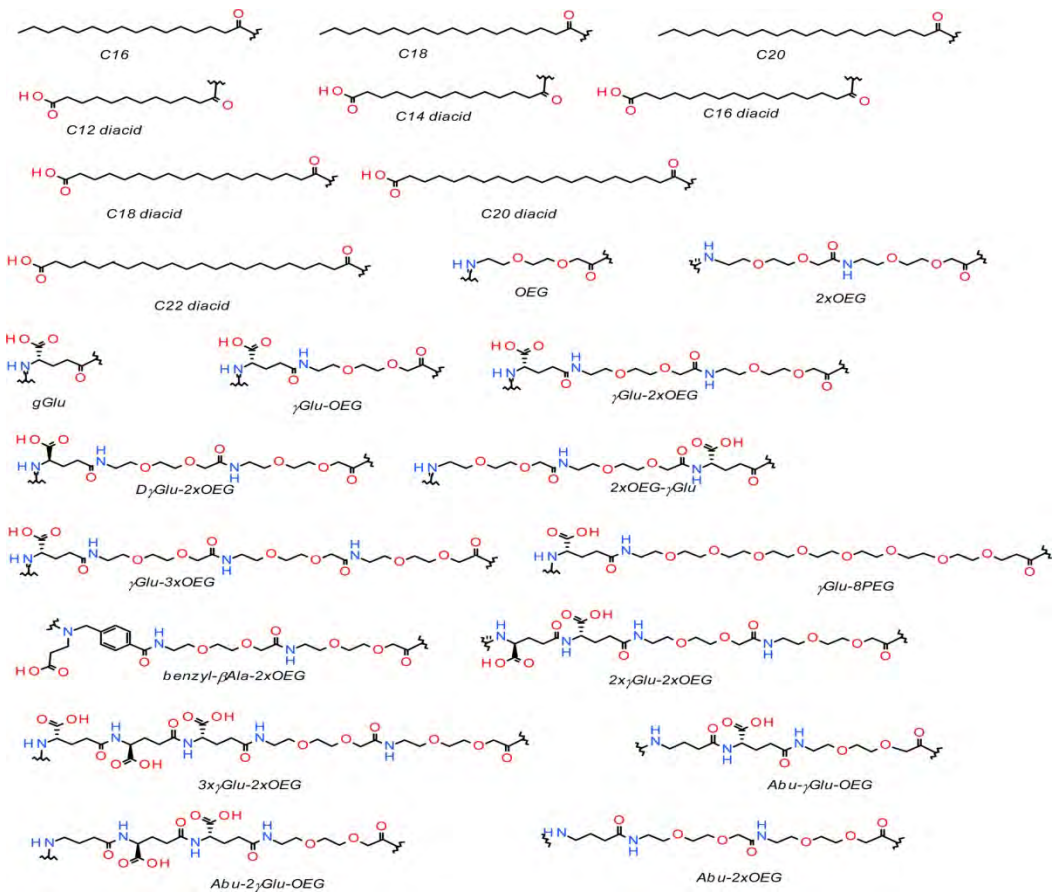 C16 C18 C20
C12 diacid C14 diacid C16 diacid
C18 diacid C20 diacid
C22 diacid OEG 2xOEG
gGlu γGlu-OEG γGlu-2xOEG
DγGlu-2xOEG 2xOEG-γGlu
γGlu-3xOEG γGlu-8PEG
benzyl-βAla-2xOEG 2xγGlu-2xOEG
3xγGlu-2xOEG Abu-γGlu-OEG
Abu-2γGlu-OEG Abu-2xOEG